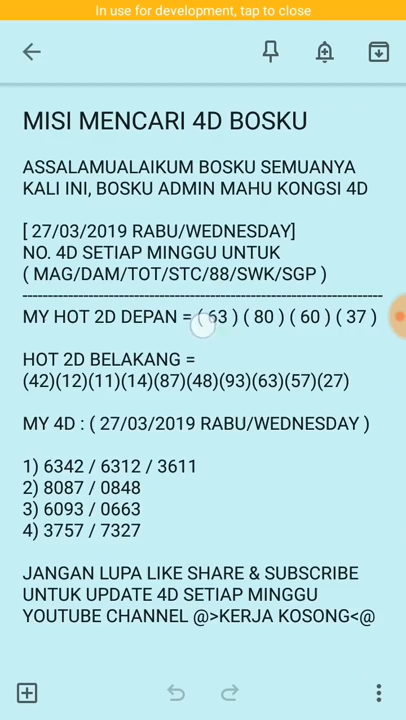 In use for development, tap to close
MISI MENCARI 4D BOSKU
ASSALAMUALAIKUM BOSKU SEMUANYA
KALI INI, BOSKU ADMIN MAHU KONGSI 4D
[ 27/03/2019 RABU/WEDNESDAY]
NO. 4D SETIAP MINGGU UNTUK
( MAG/DAM/TOT/STC/88/SWK/SGP )
------------------------------------------------------------------------
MY HOT 2D DEPAN = ( 63 ) ( 80 ) ( 60 ) ( 37 )
HOT 2D BELAKANG =
(42)(12)(11)(14)(87)(48)(93)(63)(57)(27)
MY 4D : ( 27/03/2019 RABU/WEDNESDAY )
1) 6342 / 6312 / 3611
2) 8087 / 0848
3) 6093 / 0663
4) 3757 / 7327
JANGAN LUPA LIKE SHARE & SUBSCRIBE
UNTUK UPDATE 4D SETIAP MINGGU
YOUTUBE CHANNEL @>KERJA KOSONG<@